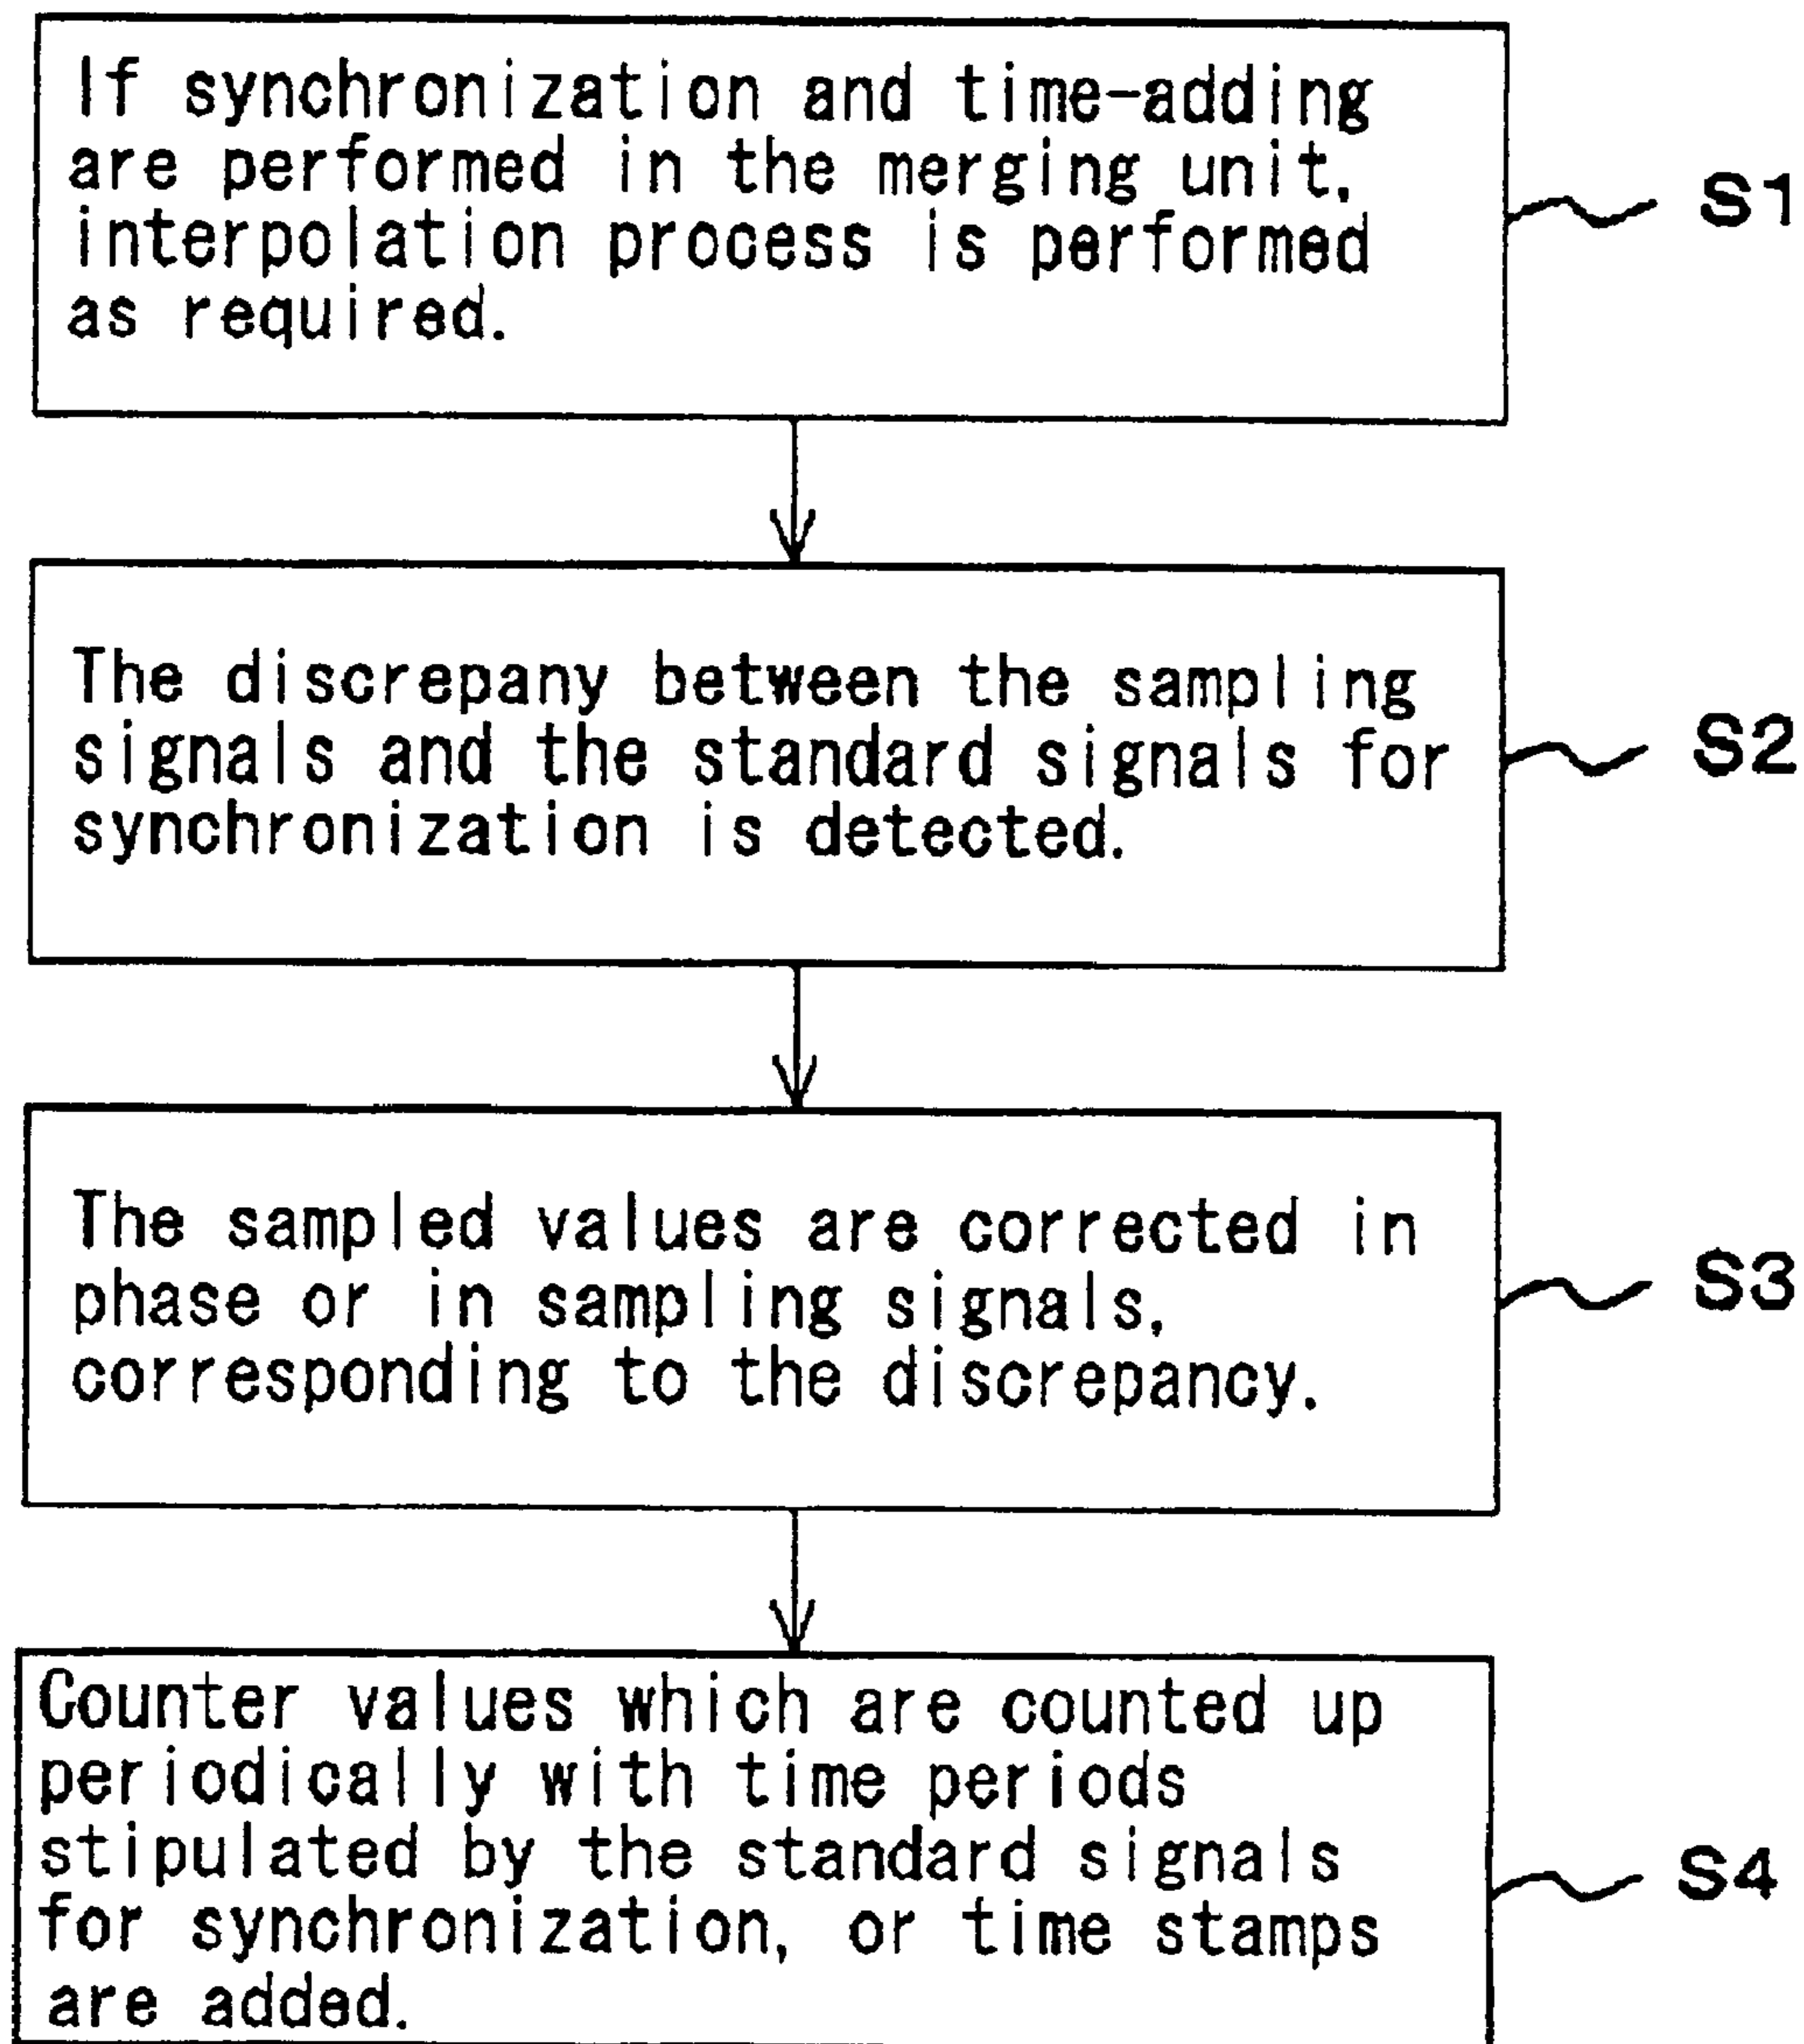 If synchronization and time-adding
are performed in the merging unit,
interpolation process is performed
as required.
S1
The discrepany between the sampling
signals and the standard signals for
synchronization is detected.
S2
The sampled values are corrected in
phase or in sampling signals,
corresponding to the discrepancy.
S3
Counter values which are counted up
periodically with time periods
stipulated by the standard signals
for synchronization, or time stamps
are added.
S4